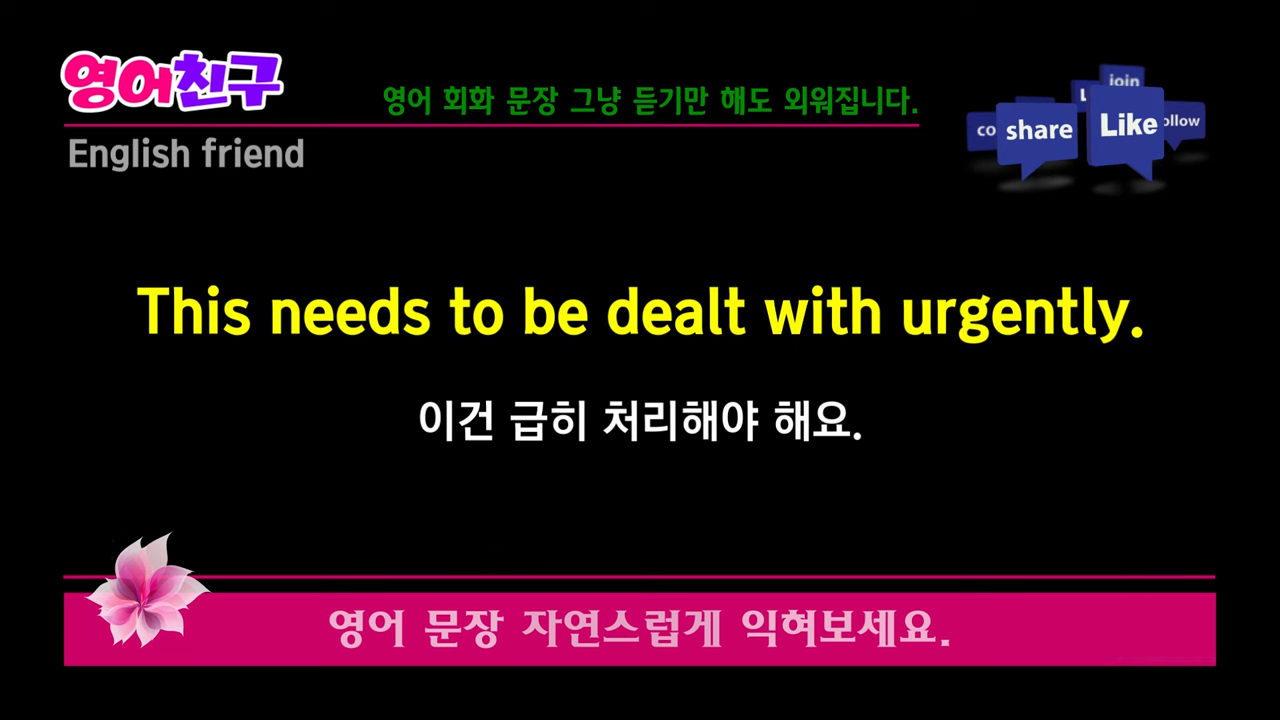 영어친구
영어 회화 문장 그냥 듣기만 해도 외워집니다.
English friend
join
share
Like
This needs to be dealt with urgently.
이건 급히 처리해야 해요.
영어 문장 자연스럽게 익혀보세요.